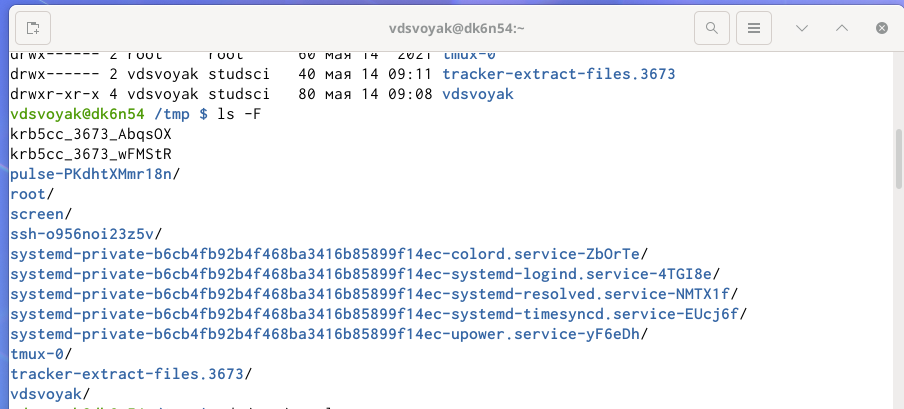 vdsvoyak@dk6n54:~
drwx------ 2 root     root      60 мая 14  2021 tmux-0
drwx------ 2 vdsvoyak studsci   40 мая 14 09:11 tracker-extract-files.3673
drwxr-xr-x 4 vdsvoyak studsci   80 мая 14 09:08 vdsvoyak
vdsvoyak@dk6n54 /tmp $ ls -F
krb5cc_3673_AbqsOX
krb5cc_3673_wFMStR
pulse-PKdhtXMmr18n/
root/
screen/
ssh-o956noi23z5v/
systemd-private-b6cb4fb92b4f468ba3416b85899f14ec-colord.service-ZbOrTe/
systemd-private-b6cb4fb92b4f468ba3416b85899f14ec-systemd-logind.service-4TGI8e/
systemd-private-b6cb4fb92b4f468ba3416b85899f14ec-systemd-resolved.service-NMTX1f/
systemd-private-b6cb4fb92b4f468ba3416b85899f14ec-systemd-timesyncd.service-EUcj6f/
systemd-private-b6cb4fb92b4f468ba3416b85899f14ec-upower.service-yF6eDh/
tmux-0/
tracker-extract-files.3673/
vdsvoyak/